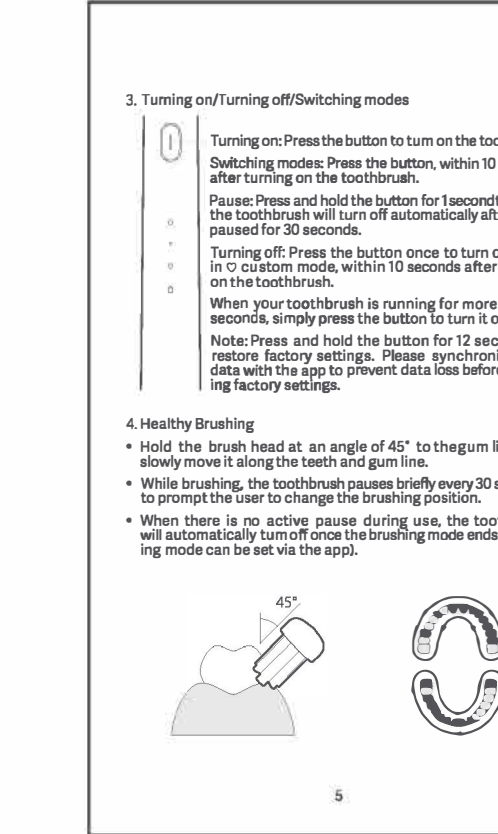 3. Turning on/Turning off/Switching modes
Turning on: Press the button to turn on the
Switching modes: Press the button, within 10
after turning on the toothbrush.
Pause: Press and hold the button for 1 second
the toothbrush will turn off automatically
paused for 30 seconds.
Turning off: Press the button once to turn
in ♡ custom mode, within 10 seconds after
on the toothbrush.
When your toothbrush is running for more
seconds, simply press the button to turn it
Note: Press and hold the button for 12
restore factory settings. Please
data with the app to prevent data loss before
ing factory settings.
4. Healthy Brushing
• Hold the brush head at an angle of 45° to the gum
slowly move it along the teeth and gum line.
• While brushing, the toothbrush pauses briefly every 30
to prompt the user to change the brushing position.
• When there is no active pause during use, the
will automatically turn off once the brushing mode ends
ing mode can be set via the app).
45°
5